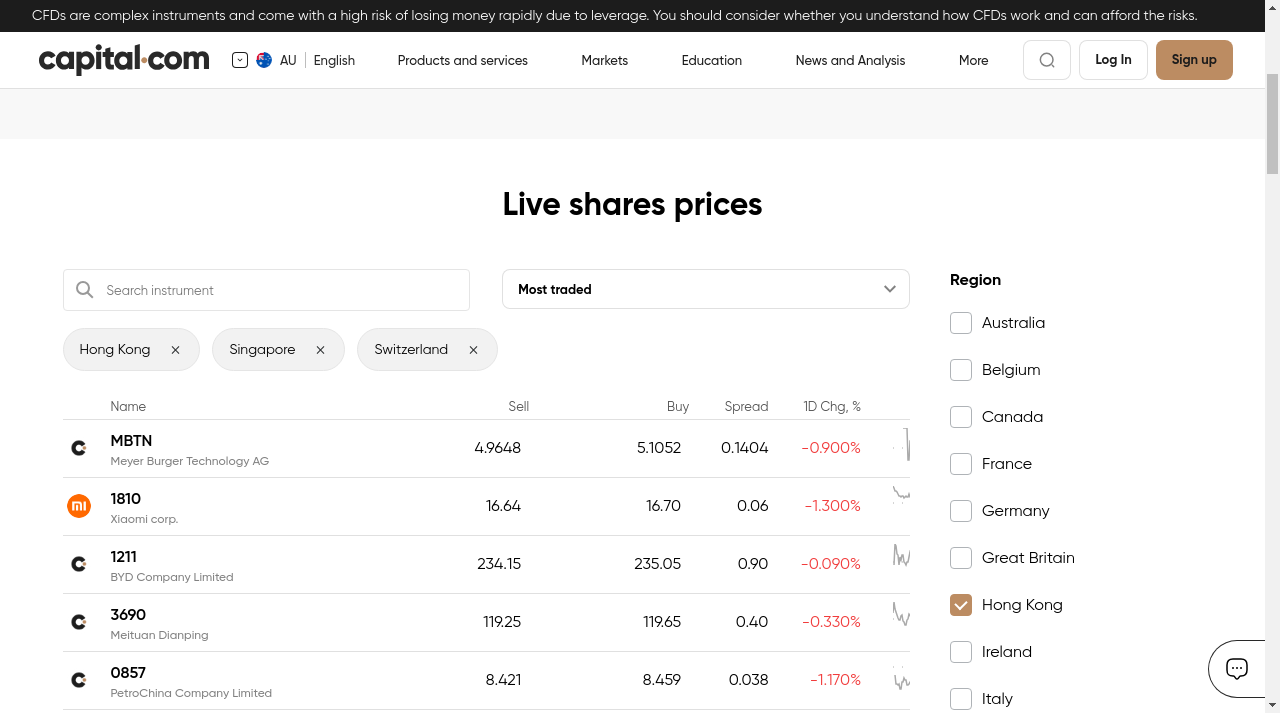 CFDs are complex instruments and come with a high risk of losing money rapidly due to leverage. You should consider whether you understand how CFDs work and can afford the risks.
capital.com AU English Products and services Markets Education News and Analysis More Log In Sign up
Live shares prices
Search instrument
Most traded
Hong Kong
Singapore
Switzerland
Name Sell Buy Spread 1D Chg, %
MBTN 4.9648 5.1052 0.1404 -0.900%
Meyer Burger Technology AG
mi 1810 16.64 16.70 0.06 -1.300%
Xiaomi corp.
1211 234.15 235.05 0.90 -0.090%
BYD Company Limited
3690 119.25 119.65 0.40 -0.330%
Meituan Dianping
0857 8.421 8.459 0.038 -1.170%
PetroChina Company Limited
Region
Australia
Belgium
Canada
France
Germany
Great Britain
Hong Kong
Ireland
Italy